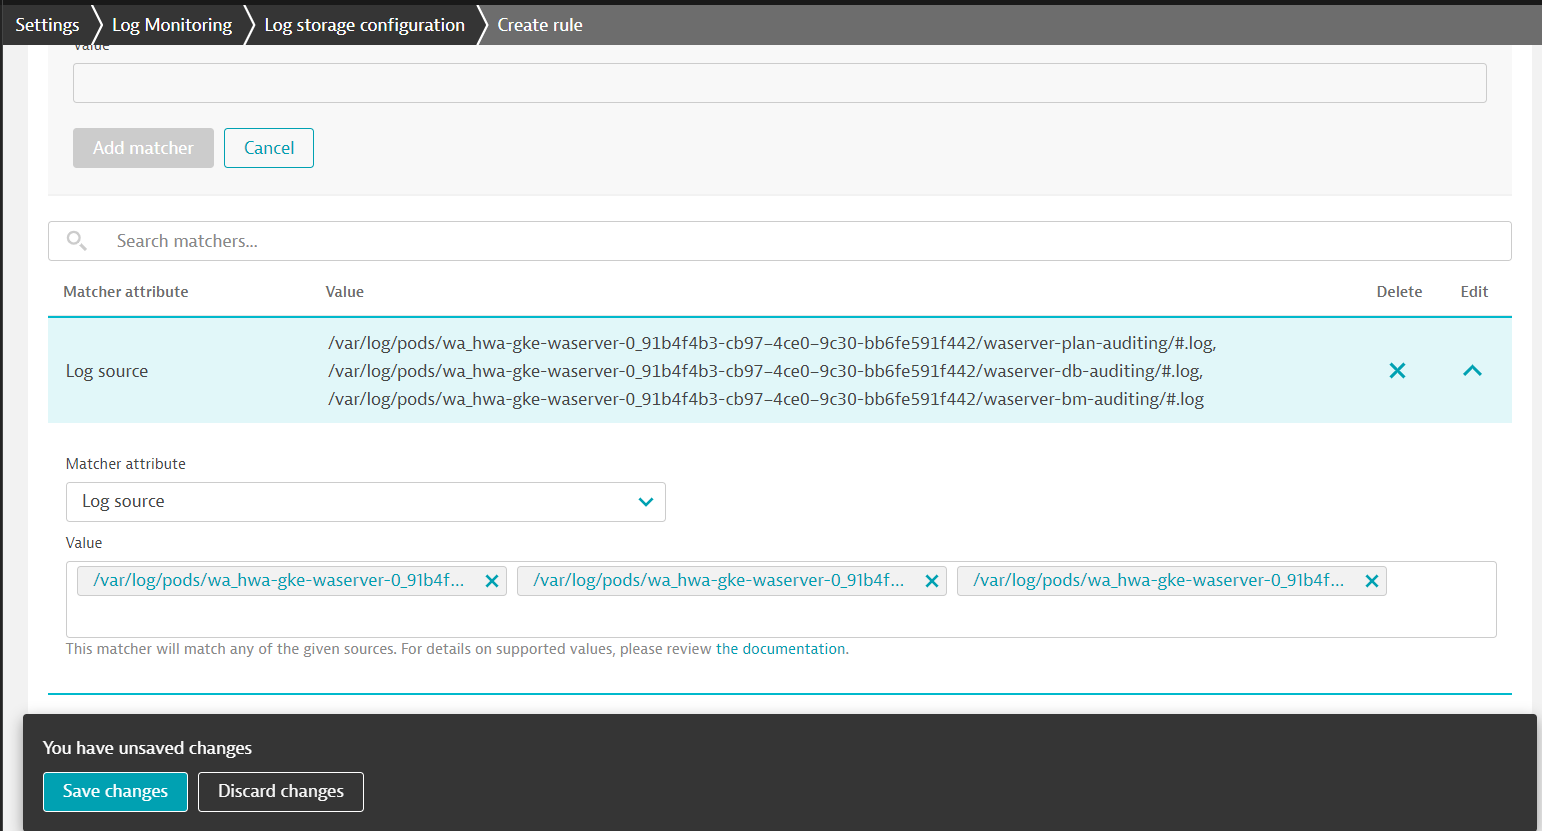 Settings
Log Monitoring
Log storage configuration
Create rule
Value
Add matcher
Cancel
Search matchers...
Matcher attribute
Value
Delete
Edit
Log source
/var/log/pods/wa_hwa-gke-waserver-0_91b4f4b3-cb97–4ce0–9c30-bb6fe591f442/waserver-plan-auditing/#.log,
/var/log/pods/wa_hwa-gke-waserver-0_91b4f4b3-cb97–4ce0–9c30-bb6fe591f442/waserver-db-auditing/#.log,
/var/log/pods/wa_hwa-gke-waserver-0_91b4f4b3-cb97–4ce0–9c30-bb6fe591f442/waserver-bm-auditing/#.log
Matcher attribute
Log source
Value
/var/log/pods/wa_hwa-gke-waserver-0_91b4f...
/var/log/pods/wa_hwa-gke-waserver-0_91b4f...
/var/log/pods/wa_hwa-gke-waserver-0_91b4f...
This matcher will match any of the given sources. For details on supported values, please review the documentation.
You have unsaved changes
Save changes
Discard changes